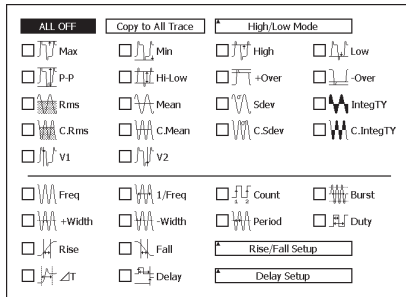 ALL OFF Copy to All Trace High/Low Mode
Max Min High Low
P-P Hi-Low +Over -Over
Rms Mean Sdev IntegTY
C.Rms C.Mean C.Sdev C.IntegTY
V1 V2
Freq 1/Freq Count Burst
+Width -Width Period Duty
Rise Fall Rise/Fall Setup
⊿T Delay Delay Setup